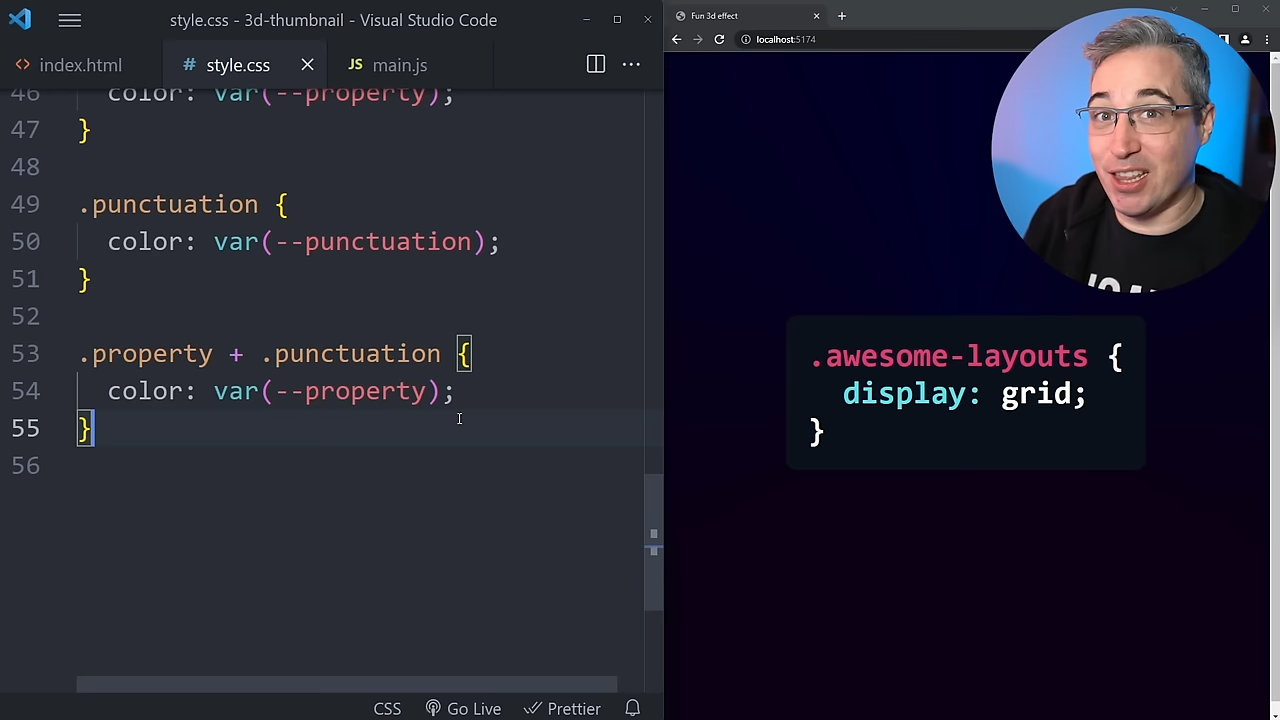 style.css - 3d-thumbnail - Visual Studio Code
index.html
# style.css
JS main.js
46 color: var(--property);
47 }
48
49 .punctuation {
50 color: var(--punctuation);
51 }
52
53 .property + .punctuation {
54 color: var(--property);
55 }
56
CSS
Go Live
Prettier
Fun 3d effect
localhost:5174
.awesome-layouts {
display: grid;
}